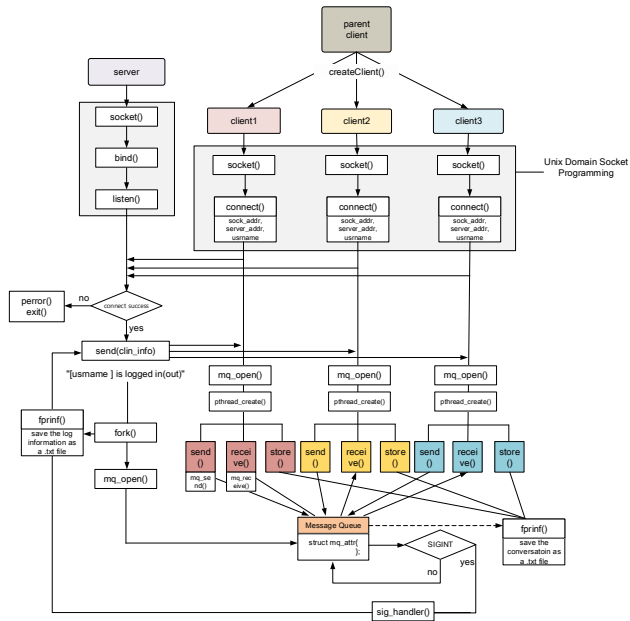 parent
client
createClient()
server
client1
client2
client3
socket()
socket()
socket()
socket()
Unix Domain Socket
Programming
bind()
listen()
connect()
sock_addr,
server_addr,
usrname
connect()
sock_addr,
server_addr,
usrname
connect()
sock_addr,
server_addr,
usrname
perror()
exit()
no
connect success
yes
send(clin_info)
"[usrname ] is logged in(out)"
mq_open()
mq_open()
mq_open()
pthread_create()
pthread_create()
pthread_create()
fprinf()
save the log
information as
a .txt file
fork()
mq_open()
send
()
mq_se
nd()
recei
ve()
mq_rec
eive()
store
()
send
()
recei
ve()
store
()
send
()
recei
ve()
store
()
Message Queue
struct mq_attr{
};
SIGINT
yes
no
fprinf()
save the
conversatoin as
a .txt file
sig_handler()